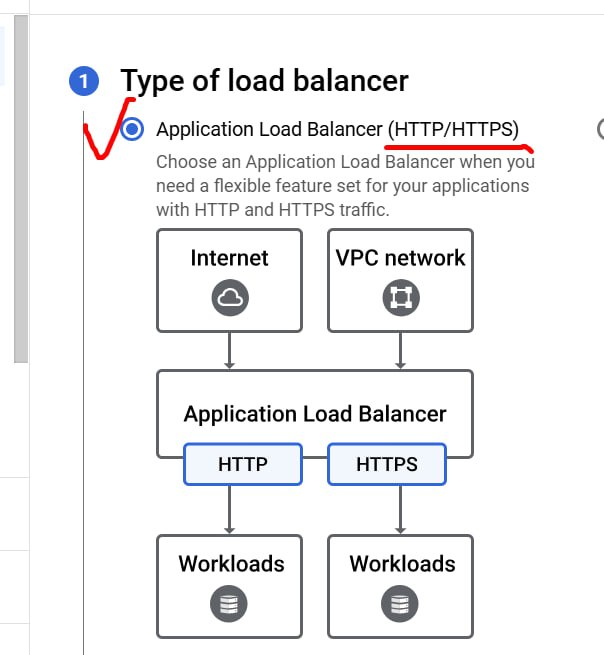 1 Type of load balancer
Application Load Balancer (HTTP/HTTPS)
Choose an Application Load Balancer when you
need a flexible feature set for your applications
with HTTP and HTTPS traffic.
Internet VPC network
Application Load Balancer
HTTP HTTPS
Workloads Workloads